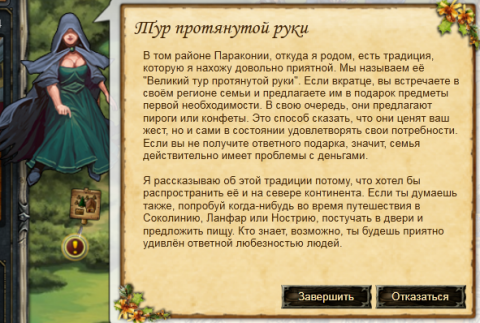 Тур протянутой руки
В том районе Параконии, откуда я родом, есть традиция,
которую я нахожу довольно приятной. Мы называем её
"Великий тур протянутой руки". Если вкратце, вы встречаете в
своём регионе семьи и предлагаете им в подарок предметы
первой необходимости. В свою очередь, они предлагают
пироги или конфеты. Это способ сказать, что они ценят ваш
жест, но и сами в состоянии удовлетворять свои потребности.
Если вы не получите ответного подарка, значит, семья
действительно имеет проблемы с деньгами.
Я рассказываю об этой традиции потому, что хотел бы
распространить её и на севере континента. Если ты думаешь
также, попробуй когда-нибудь во время путешествия в
Соколинию, Ланфар или Нострию, постучать в двери и
предложить пищу. Кто знает, возможно, ты будешь приятно
удивлён ответной любезностью людей.
Завершить Отказаться